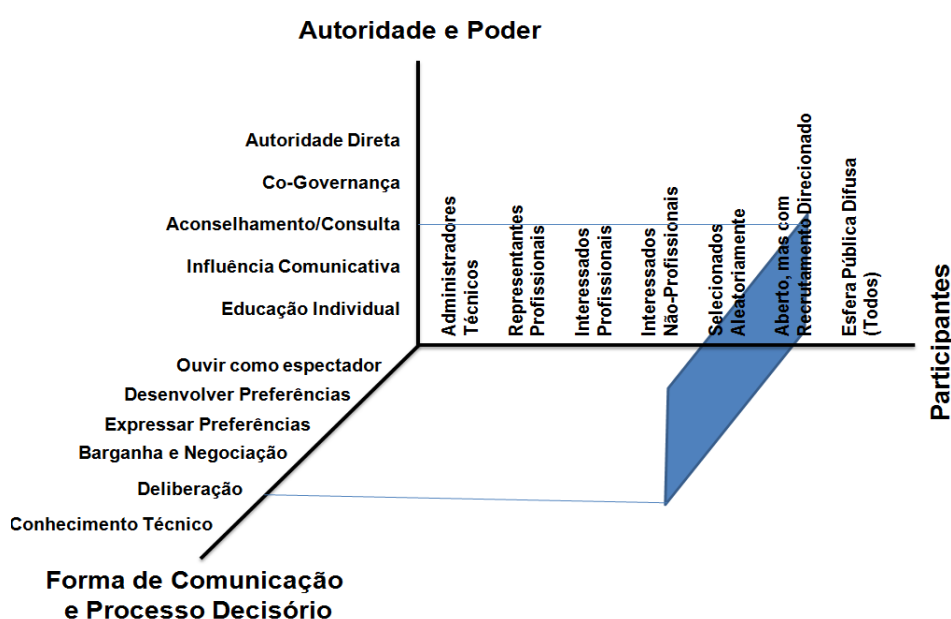 Autoridade e Poder
Autoridade Direta
Co-Governança
Aconselhamento/Consulta
Influência Comunicativa
Educação Individual
Administradores
Técnicos
Representantes
Profissionais
Interessados
Profissionais
Interessados
Não-Profissionais
Selecionados
Aleatoriamente
Aberto, mas com
Recrutamento Direcionado
Esfera Pública Difusa
(Todos)
Participantes
Ouvir como espectador
Desenvolver Preferências
Expressar Preferências
Barganha e Negociação
Deliberação
Conhecimento Técnico
Forma de Comunicação
e Processo Decisório